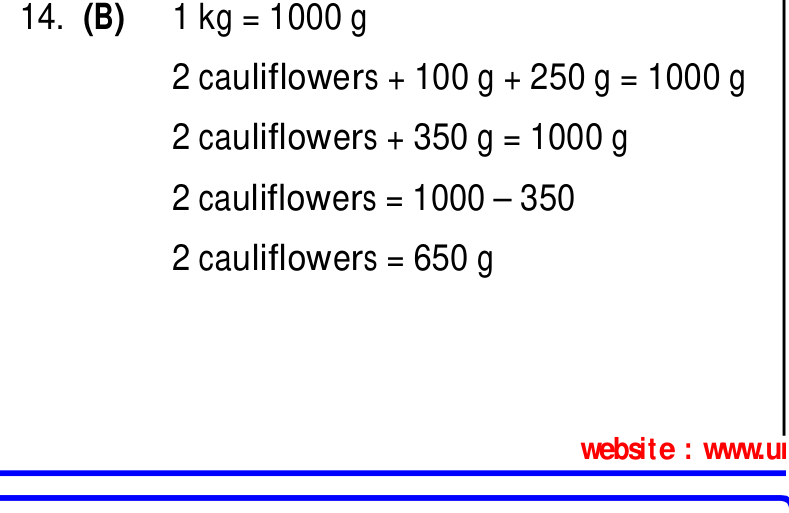 14. (B) 1 kg = 1000 g
2 cauliflowers + 100 g + 250 g = 1000 g
2 cauliflowers + 350 g = 1000 g
2 cauliflowers = 1000 – 350
2 cauliflowers = 650 g
website : www.